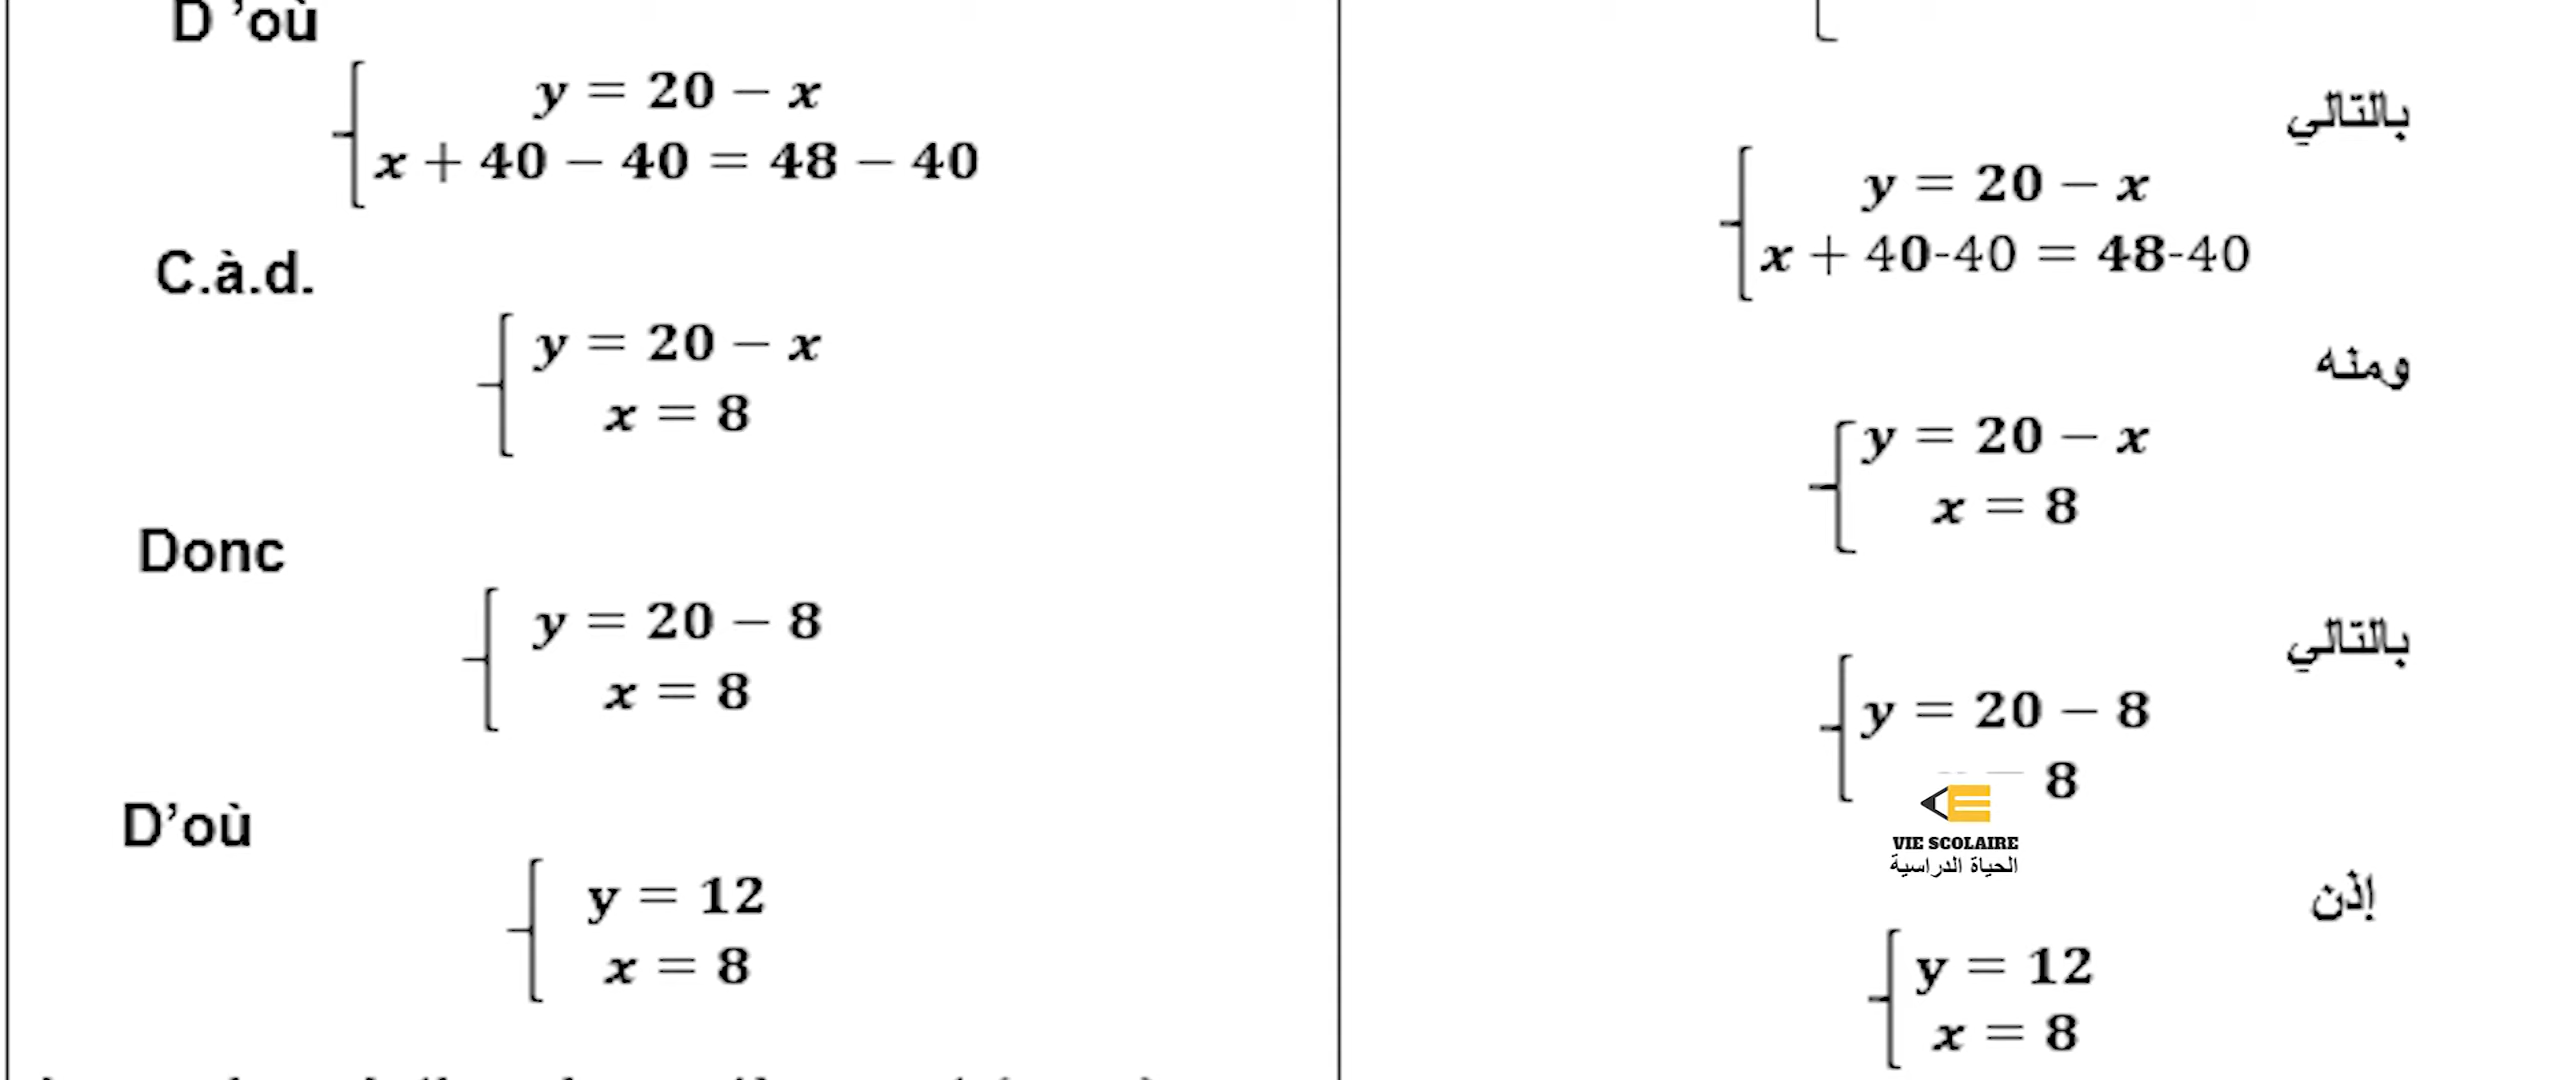 D 'où
y = 20 − x
x + 40 − 40 = 48 − 40
C.à.d.
y = 20 − x
x = 8
Donc
y = 20 − 8
x = 8
D'où
y = 12
x = 8
بالتالي
y = 20 − x
x + 40-40 = 48-40
ومنه
y = 20 − x
x = 8
بالتالي
y = 20 − 8
8
VIE SCOLAIRE
الحياة الدراسية
إذن
y = 12
x = 8